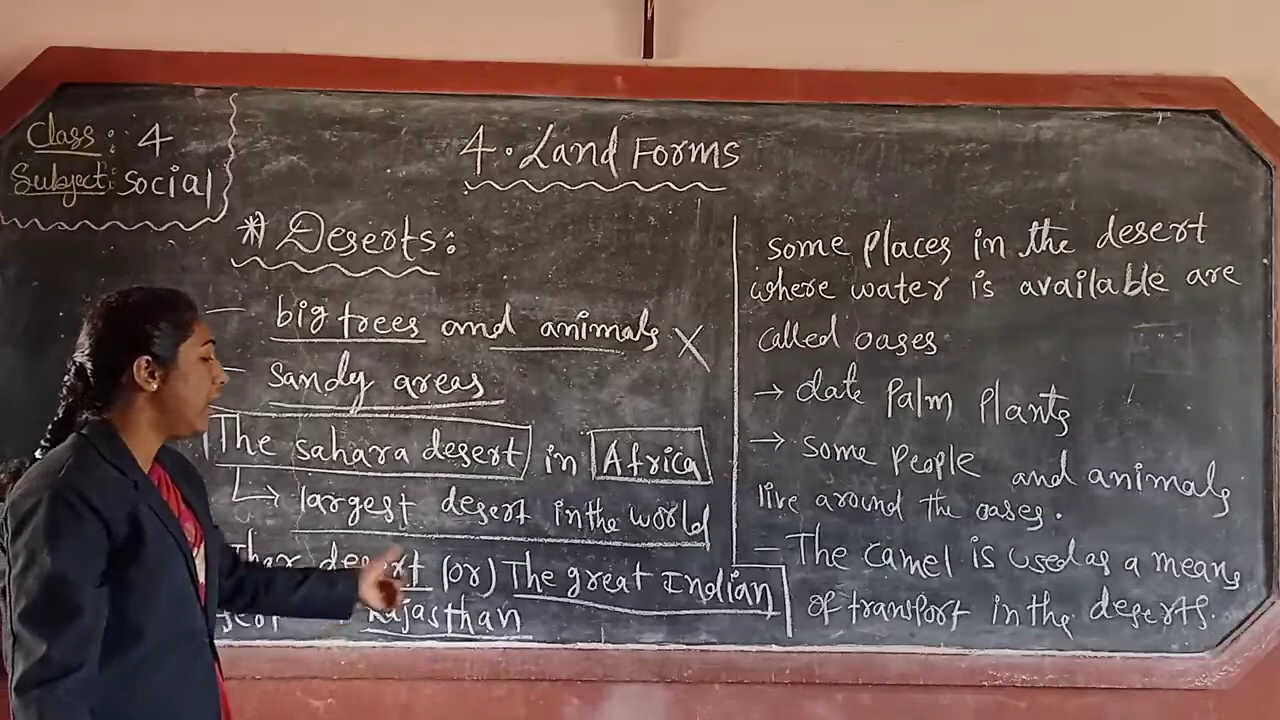 Class: 4
Subject: Social
4. Land Forms
* Deserts:
- big trees and animals X
- Sandy areas
The sahara desert in Africa
↳ largest desert in the world
Thar desert (or) The great Indian
Rajasthan
some places in the desert
where water is available are
called oases
→ date palm plants
→ some people and animals
live around the oases.
- The camel is used as a means
of transport in the deserts.